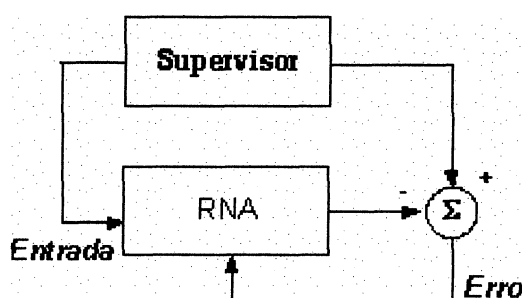 Supervisor
RNA
- +
Σ
Entrada
Erro